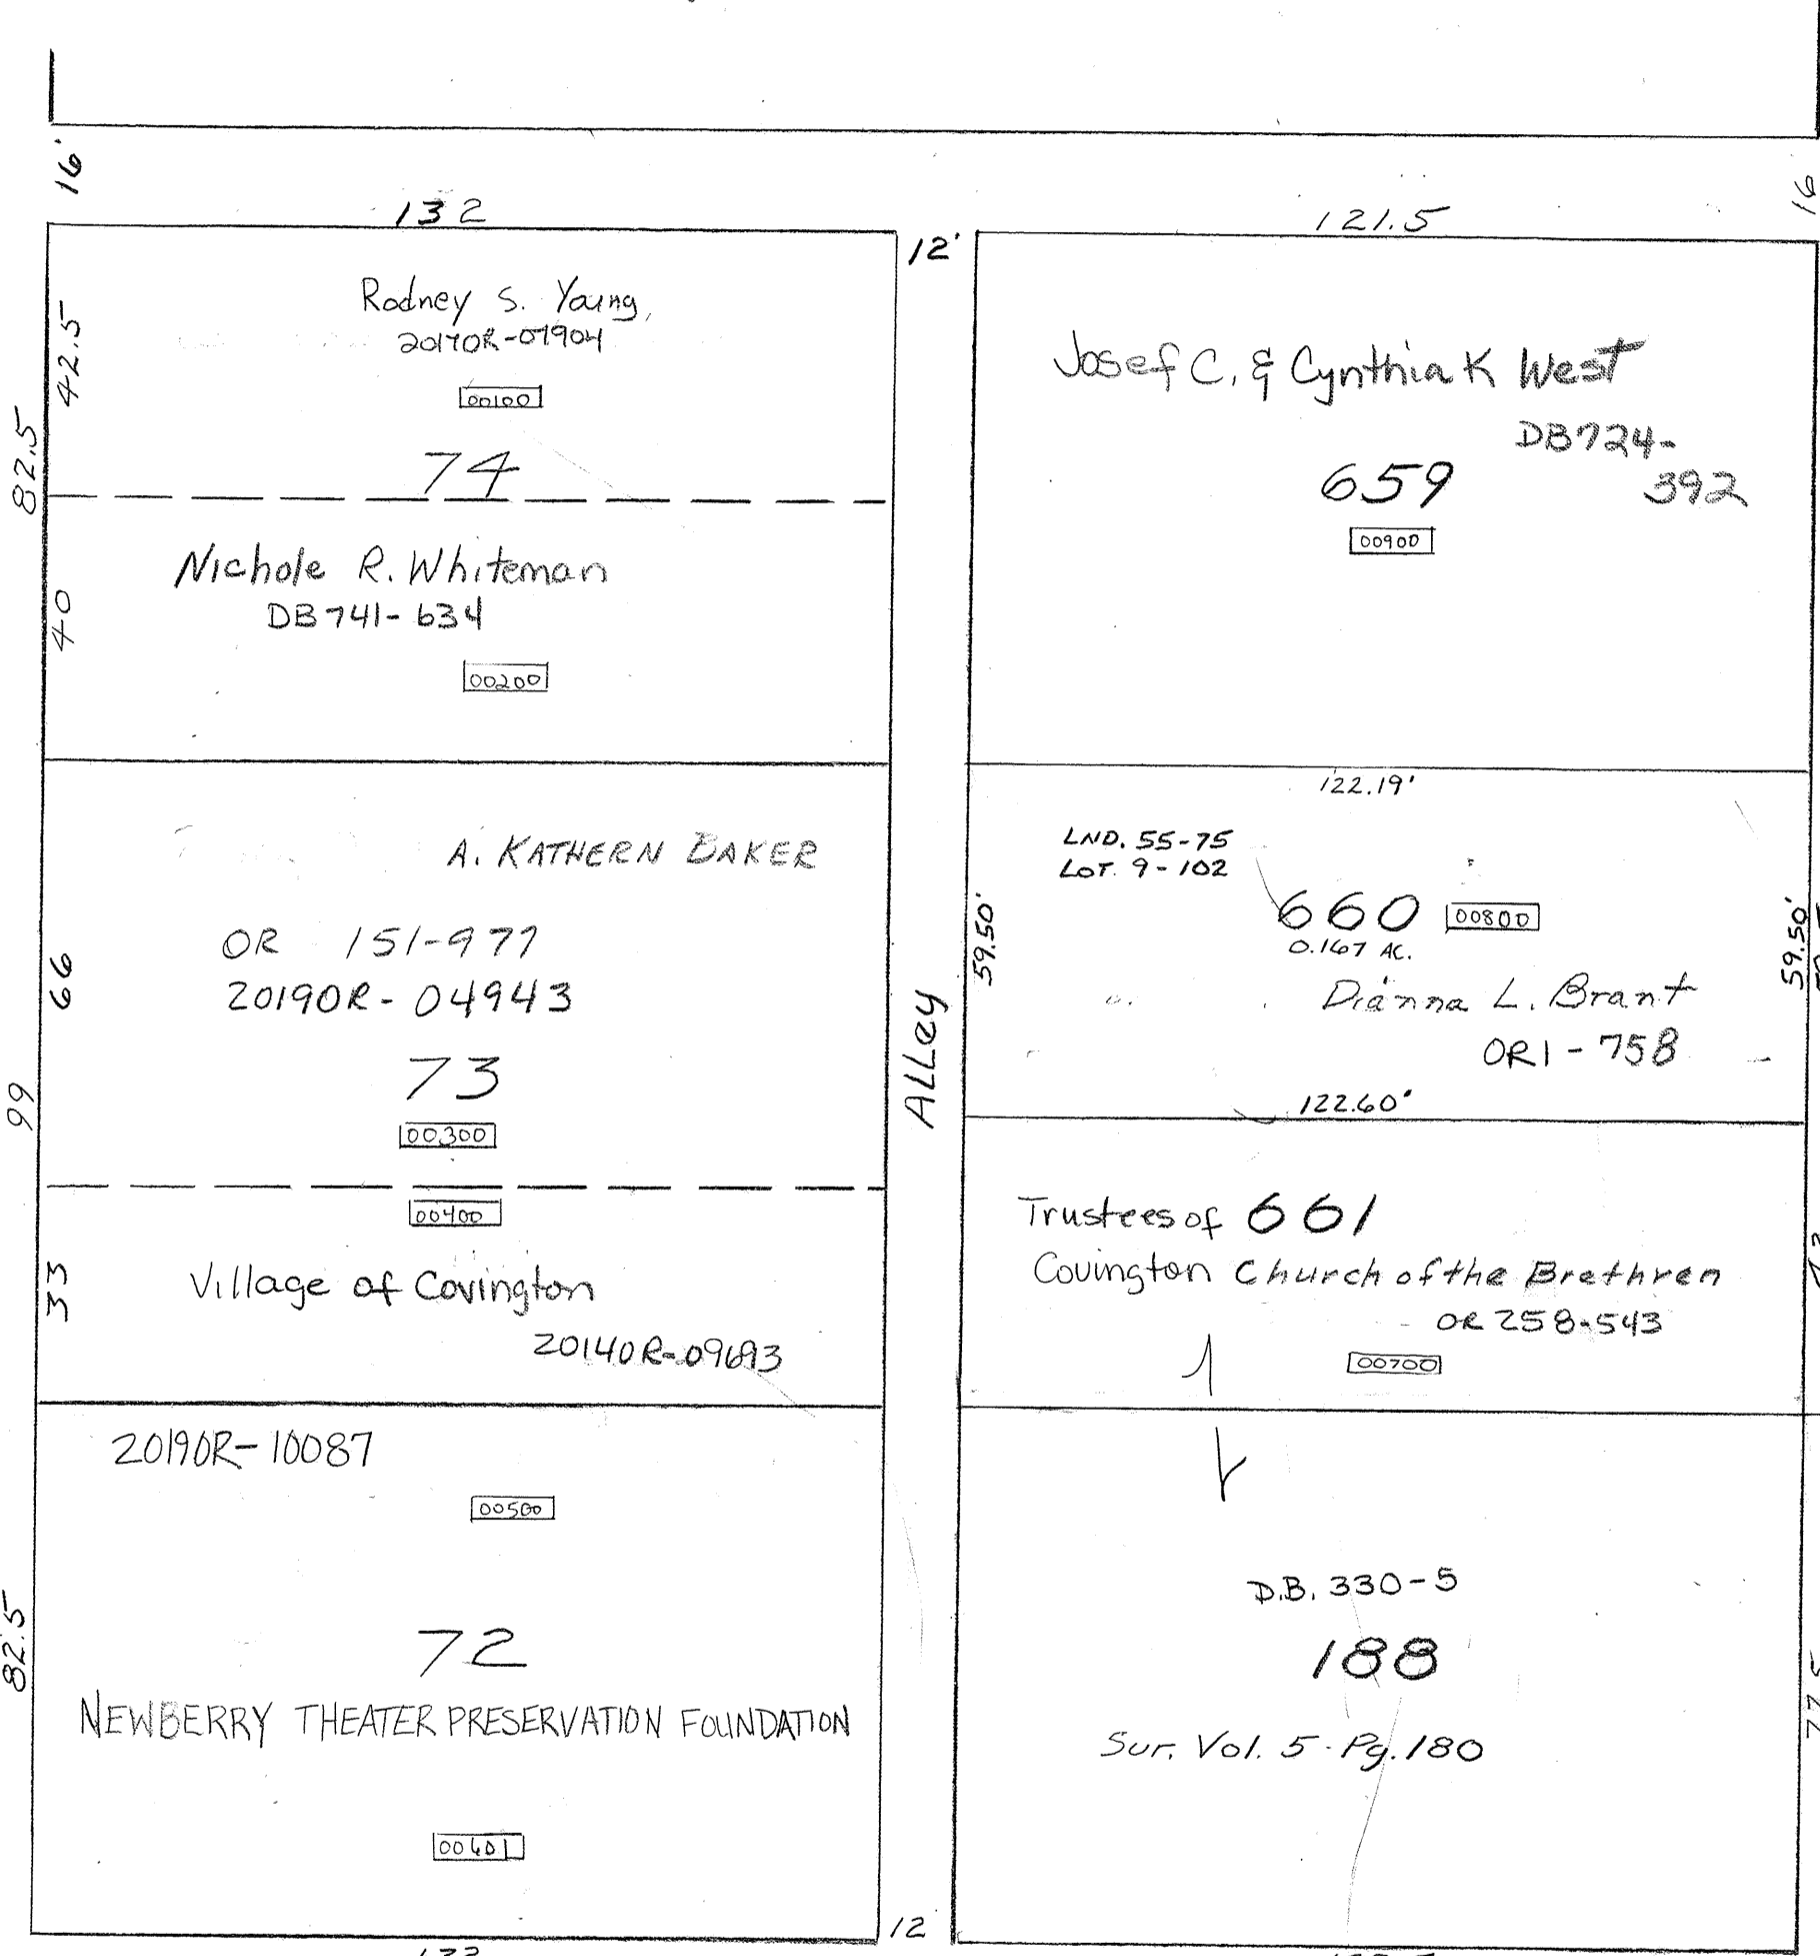 16'
132
12'
121.5
16
82.5
42.5
Rodney S. Young
2017OR-07904
00100
74
40
Nichole R. Whiteman
DB741-634
00200
99
66
A. KATHERN BAKER
OR 151-977
2019OR-04943
73
00300
33
00400
Village of Covington
2014OR-09693
82.5
2019OR-10087
00500
72
NEWBERRY THEATER PRESERVATION FOUNDATION
00601
ALLey
12
Josef C. & Cynthia K West
DB724-
392
659
00900
122.19'
LND. 55-75
LOT. 9-102
59.50'
660
00800
0.167 AC.
59.50'
Dianna L. Brant
OR1-758
122.60'
Trustees of 661
Covington Church of the Brethren
OR 258-543
00700
D.B. 330-5
188
Sur. Vol. 5 Pg. 180